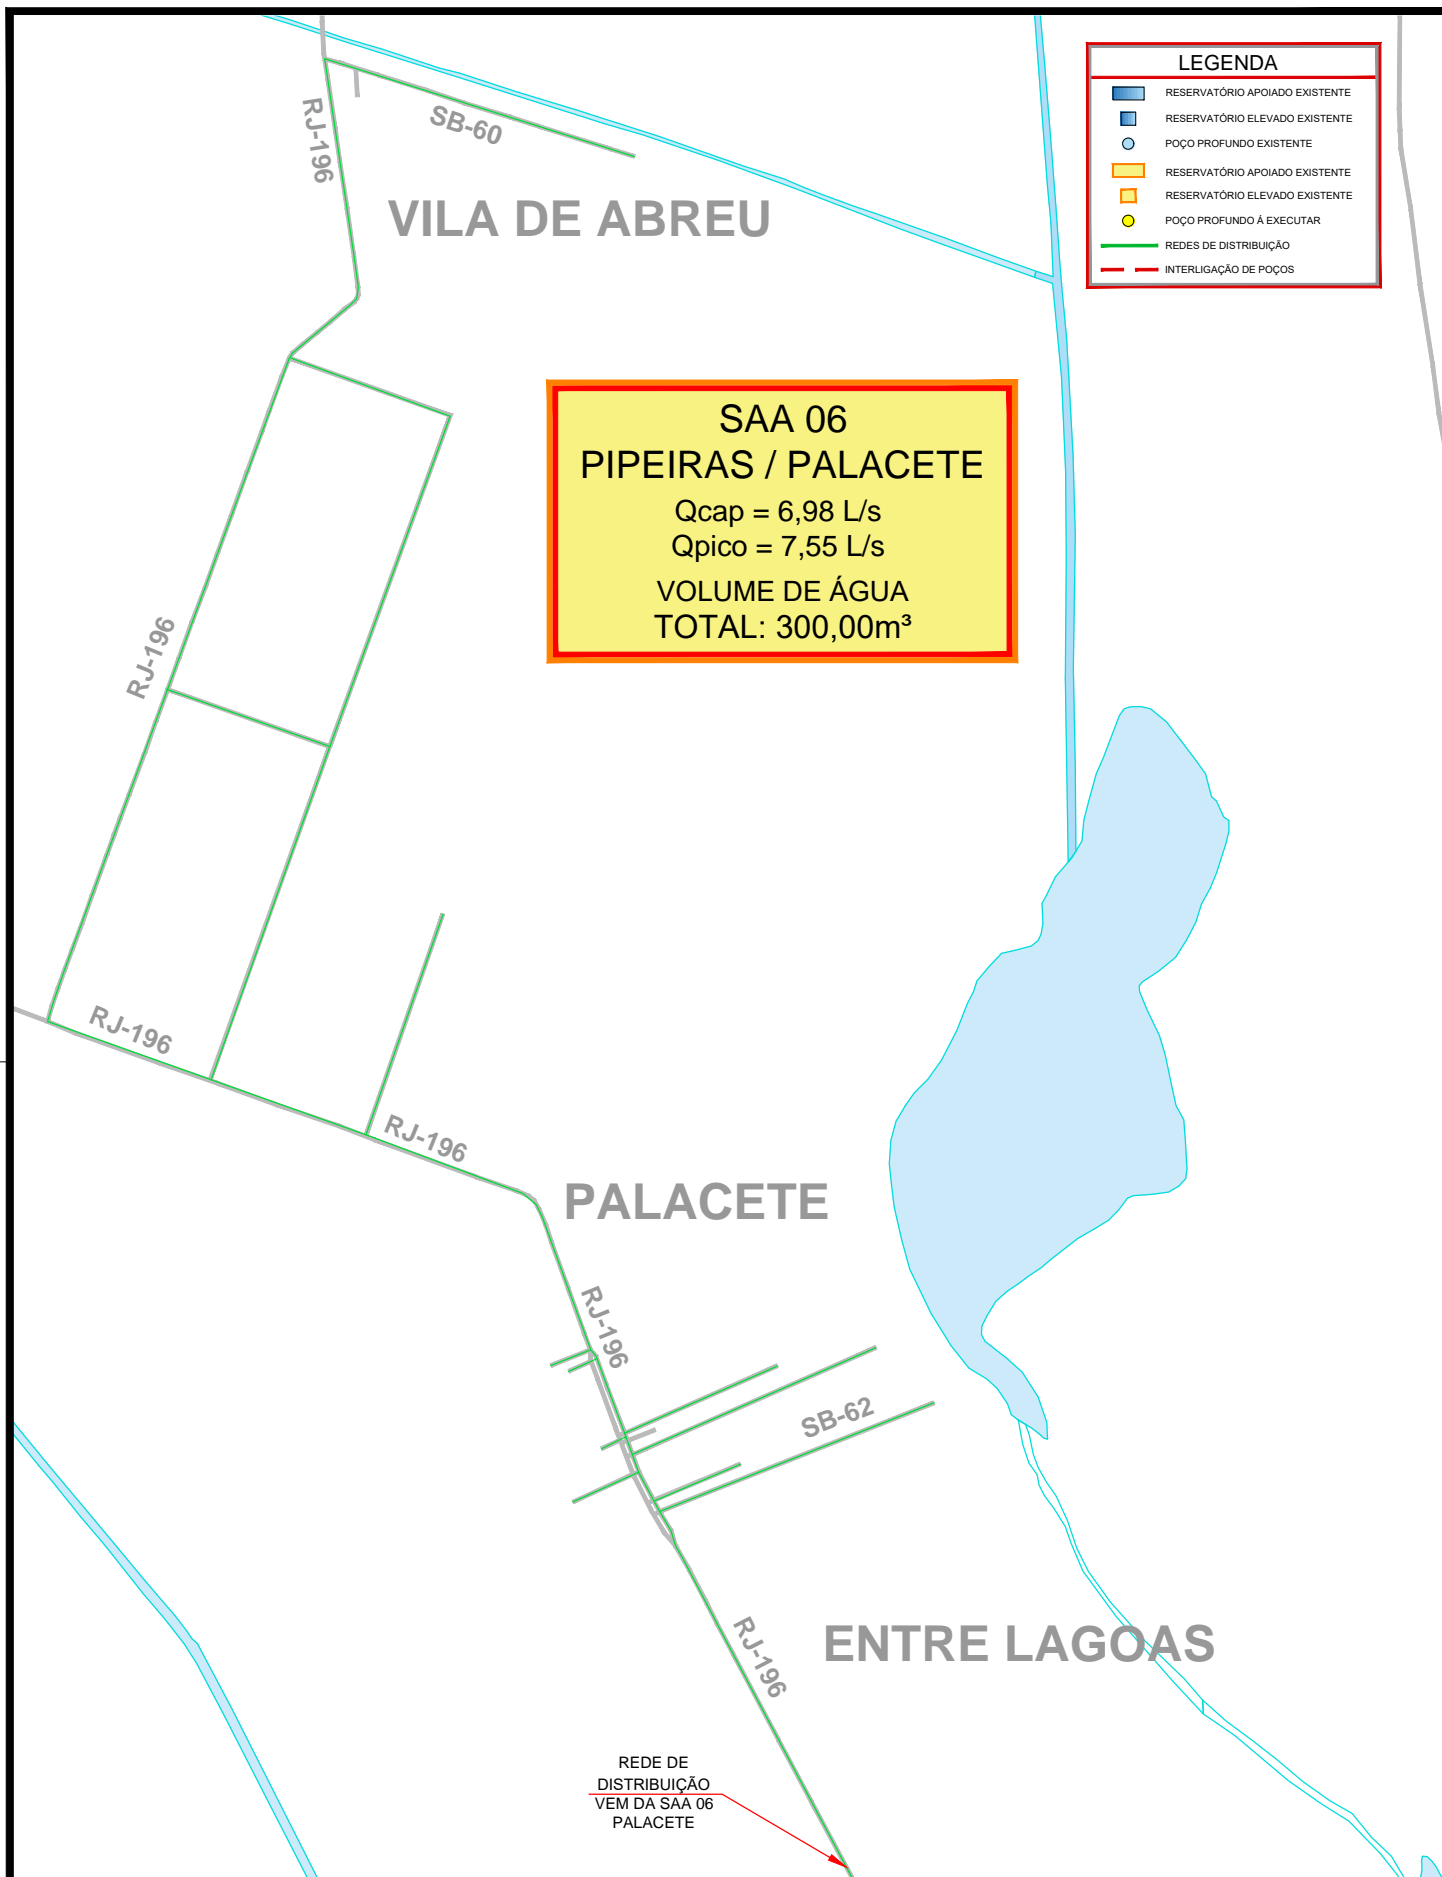 LEGENDA
RESERVATÓRIO APOIADO EXISTENTE
RESERVATÓRIO ELEVADO EXISTENTE
POÇO PROFUNDO EXISTENTE
RESERVATÓRIO APOIADO EXISTENTE
RESERVATÓRIO ELEVADO EXISTENTE
POÇO PROFUNDO Á EXECUTAR
REDES DE DISTRIBUIÇÃO
INTERLIGAÇÃO DE POÇOS
RJ-196
SB-60
VILA DE ABREU
SAA 06
PIPEIRAS / PALACETE
Qcap = 6,98 L/s
Qpico = 7,55 L/s
VOLUME DE ÁGUA
TOTAL: 300,00m³
RJ-196
RJ-196
RJ-196
PALACETE
RJ-196
SB-62
RJ-196
ENTRE LAGOAS
REDE DE
DISTRIBUIÇÃO
VEM DA SAA 06
PALACETE